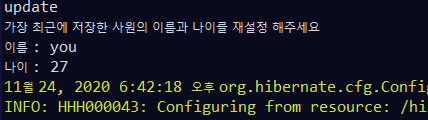 update
가장 최근에 저장한 사원의 이름과 나이를 재설정 해주세요
이름 : you
나이 : 27
11월 24, 2020 6:42:18 오후 org.hibernate.cfg.Config
INFO: HHH000043: Configuring from resource: /hi